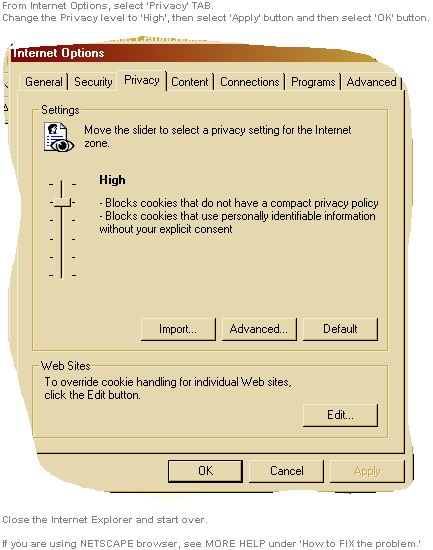 From Internet Options, select 'Privacy' TAB.
Change the Privacy level to 'High', then select 'Apply' button and then select 'OK' button.
Internet Options
General Security Privacy Content Connections Programs Advanced
Settings
Move the slider to select a privacy setting for the Internet
zone.
High
- Blocks cookies that do not have a compact privacy policy
- Blocks cookies that use personally identifiable information
without your explicit consent
Import... Advanced... Default
Web Sites
To override cookie handling for individual Web sites,
click the Edit button.
Edit...
OK Cancel Apply
Close the Internet Explorer and start over.
If you are using NETSCAPE browser, see MORE HELP under 'How to FIX the problem.'